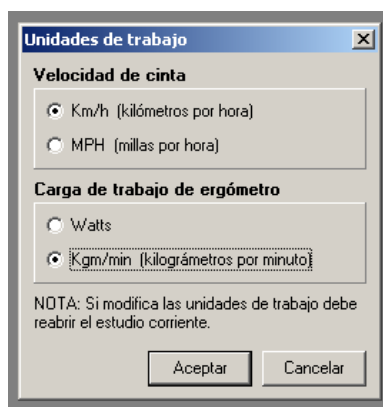 Unidades de trabajo
Velocidad de cinta
Km/h (kilómetros por hora)
MPH (millas por hora)
Carga de trabajo de ergómetro
Watts
Kgm/min (kilográmetros por minuto)
NOTA: Si modifica las unidades de trabajo debe
reabrir el estudio corriente.
Aceptar Cancelar